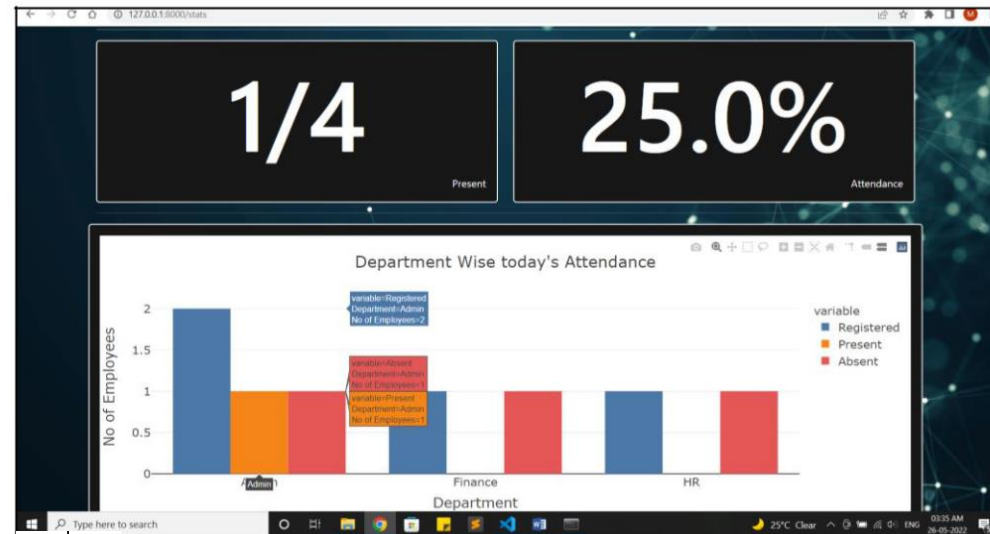 127.0.0.1:8000/stats
M
1/4
Present
25.0%
Attendance
Department Wise today's Attendance
variable=Registered
Department=Admin
No of Employees=2
variable=Absent
Department=Admin
No of Employees=1
variable=Present
Department=Admin
No of Employees=1
variable
Registered
Present
Absent
No of Employees
2
1.5
1
0.5
0
Admin
Finance
HR
Department
Type here to search
25°C Clear
ENG
03:35 AM
26-05-2022